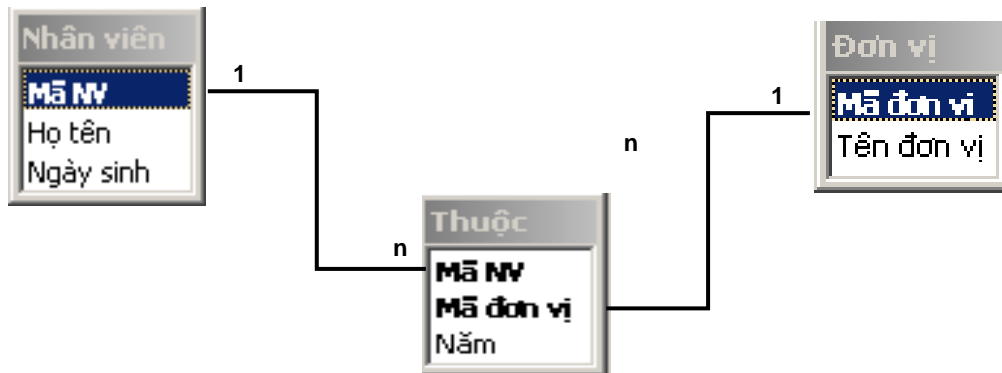 Nhân viên
Mã NV
Họ tên
Ngày sinh
1
n
Thuộc
Mã NV
Mã đơn vị
Năm
n
1
Đơn vị
Mã đơn vị
Tên đơn vị